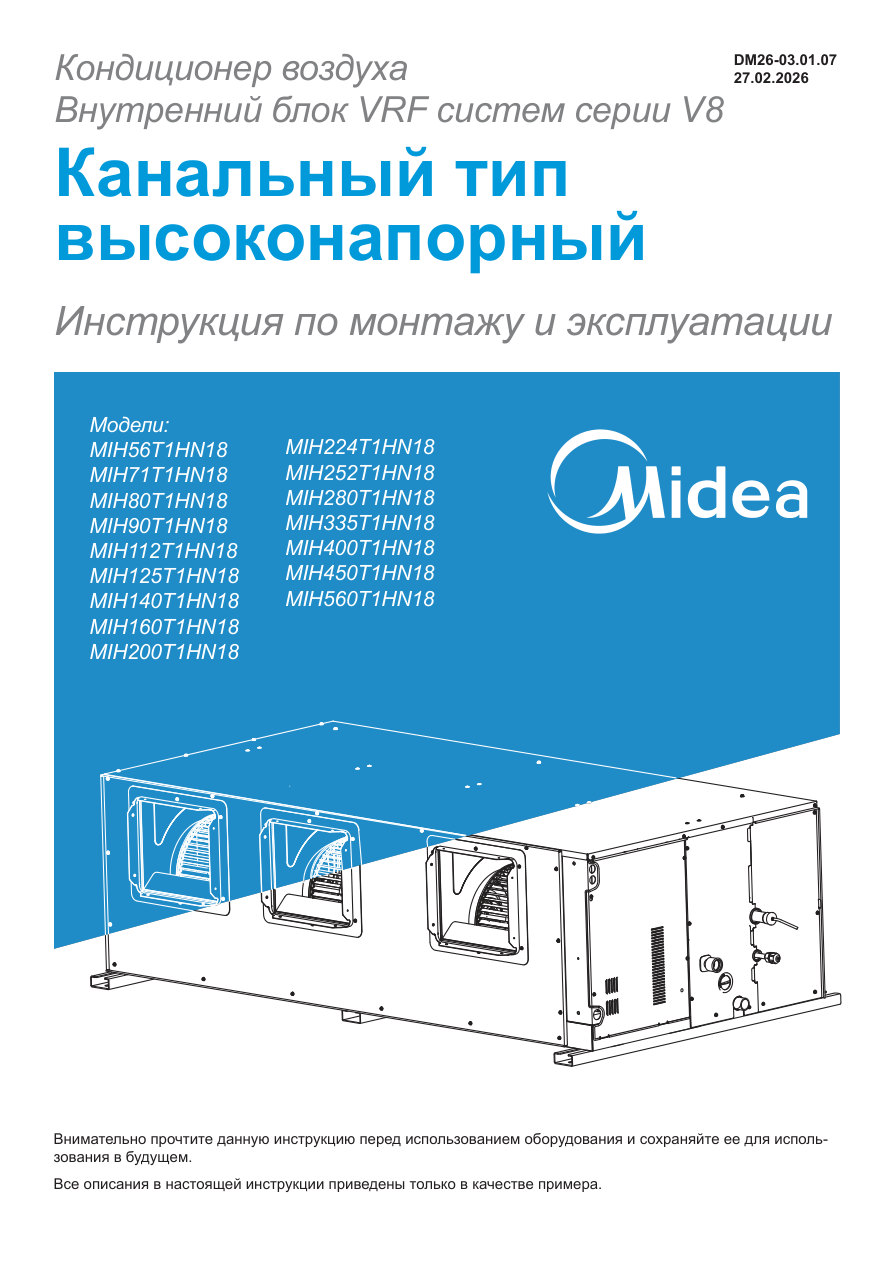 Кондиционер воздуха
Внутренний блок VRF систем серии V8
DM26-03.01.07
27.02.2026
Канальный тип
высоконапорный
Инструкция по монтажу и эксплуатации
Модели:
MIH56T1HN18
MIH71T1HN18
MIH80T1HN18
MIH90T1HN18
MIH112T1HN18
MIH125T1HN18
MIH140T1HN18
MIH160T1HN18
MIH200T1HN18
MIH224T1HN18
MIH252T1HN18
MIH280T1HN18
MIH335T1HN18
MIH400T1HN18
MIH450T1HN18
MIH560T1HN18
Midea
Внимательно прочтите данную инструкцию перед использованием оборудования и сохраняйте ее для исполь-
зования в будущем.
Все описания в настоящей инструкции приведены только в качестве примера.